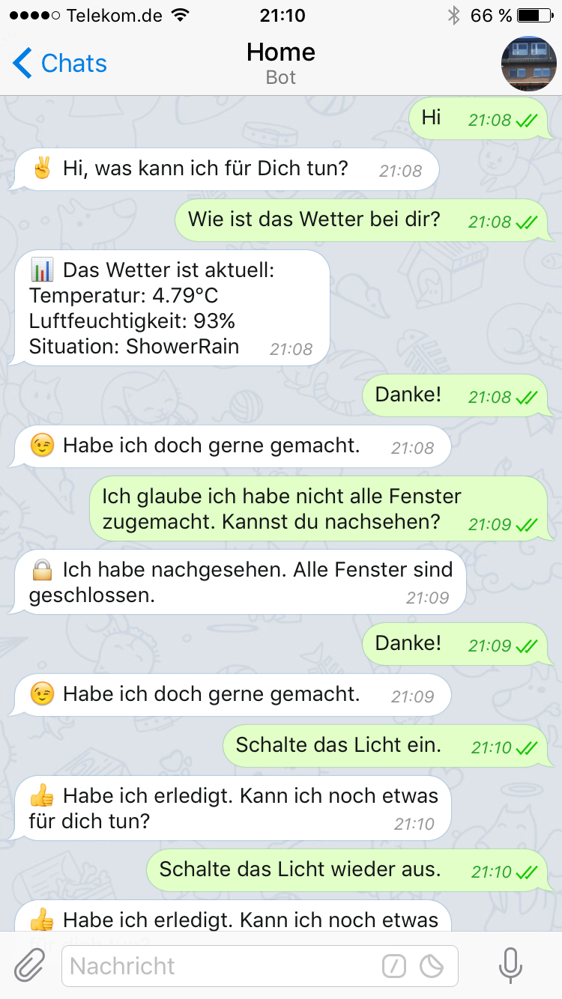 Telekom.de 21:10 66 %
Chats Home
Bot
Hi 21:08
✌️ Hi, was kann ich für Dich tun? 21:08
Wie ist das Wetter bei dir? 21:08
📊 Das Wetter ist aktuell:
Temperatur: 4.79°C
Luftfeuchtigkeit: 93%
Situation: ShowerRain 21:08
Danke! 21:08
😉 Habe ich doch gerne gemacht. 21:08
Ich glaube ich habe nicht alle Fenster
zugemacht. Kannst du nachsehen? 21:09
🔒 Ich habe nachgesehen. Alle Fenster sind
geschlossen. 21:09
Danke! 21:09
😉 Habe ich doch gerne gemacht. 21:09
Schalte das Licht ein. 21:10
👍 Habe ich erledigt. Kann ich noch etwas
für dich tun? 21:10
Schalte das Licht wieder aus. 21:10
👍 Habe ich erledigt. Kann ich noch etwas
für dich tun?
Nachricht